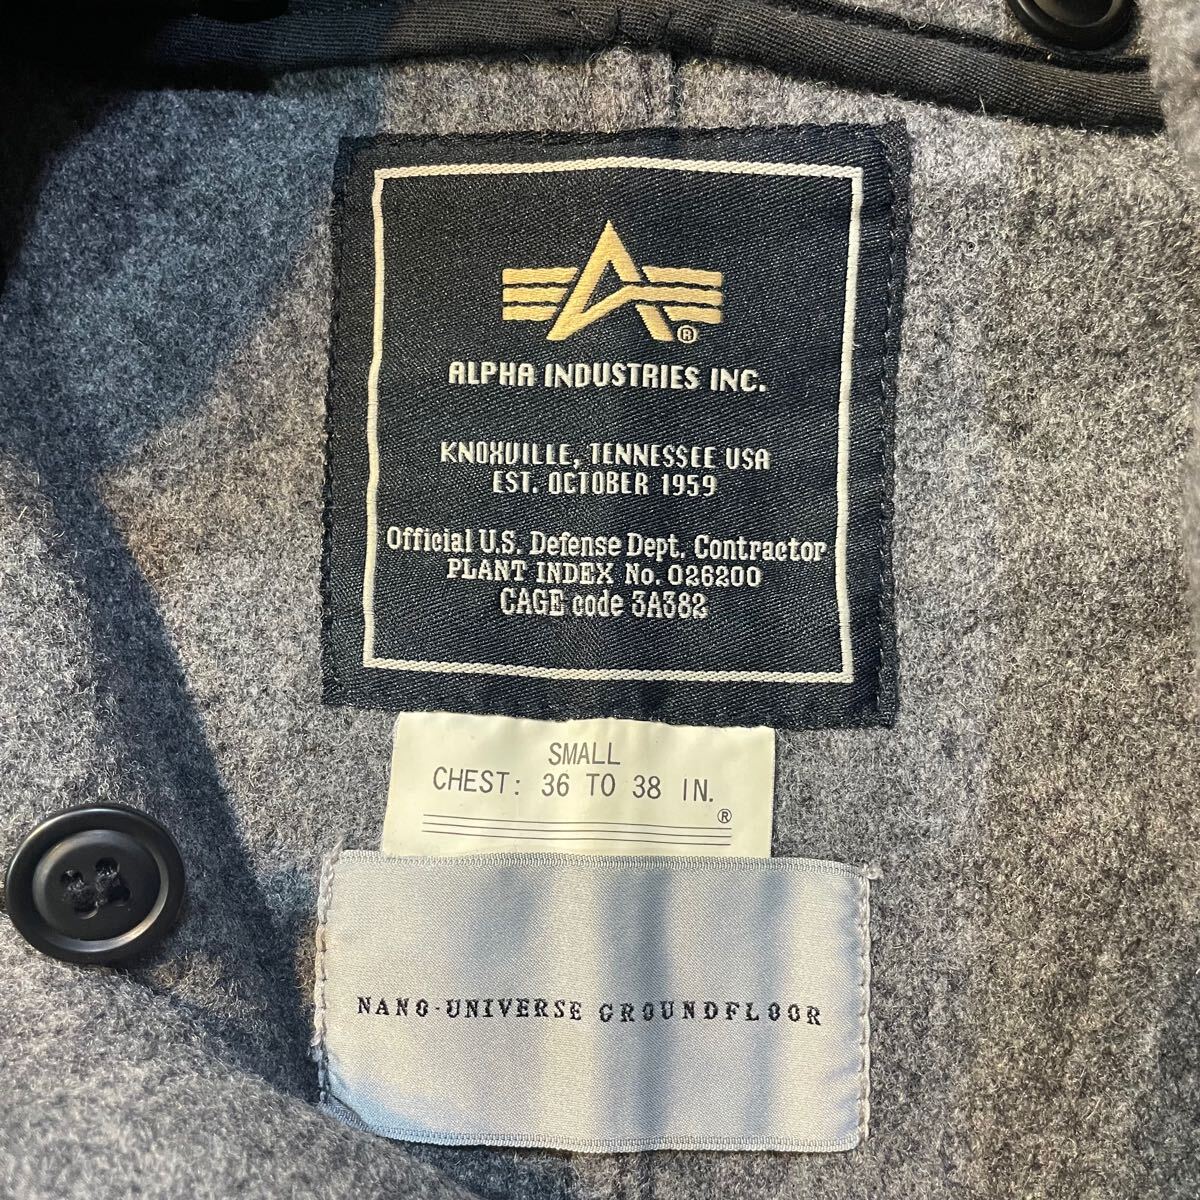 ®
ALPHA INDUSTRIES INC.
KNOXVILLE, TENNESSEE USA
EST. OCTOBER 1959
Official U.S. Defense Dept. Contractor
PLANT INDEX No. 026200
CAGE code 3A382
SMALL
CHEST: 36 TO 38 IN.
®
NANO·UNIVERSE GROUNDFLOOR